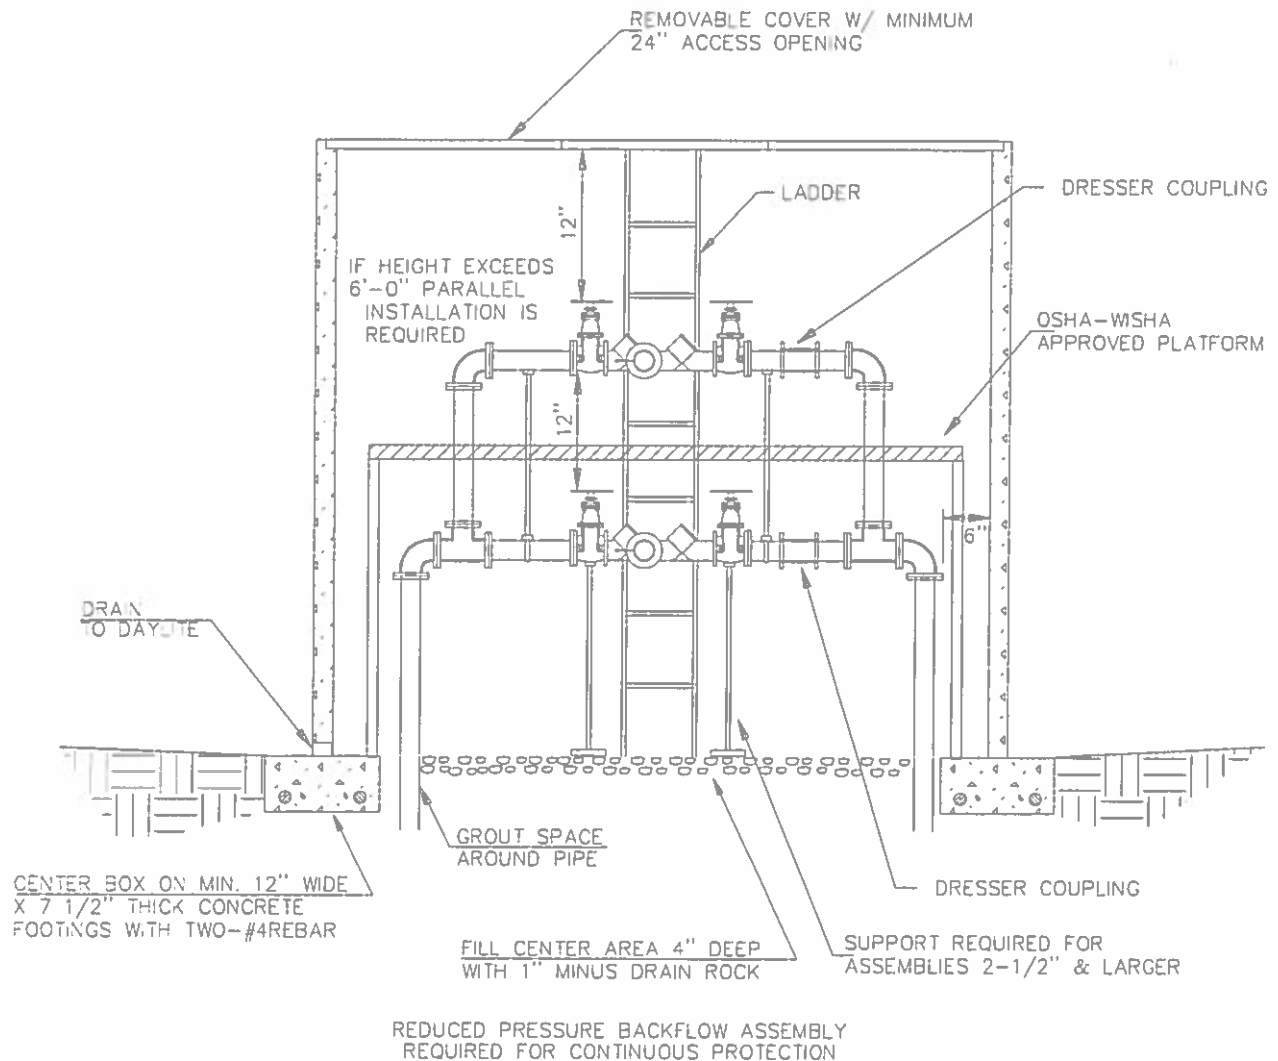 REMOVABLE COVER W/ MINIMUM
24" ACCESS OPENING
LADDER
DRESSER COUPLING
12"
IF HEIGHT EXCEEDS
6'-0" PARALLEL
INSTALLATION IS
REQUIRED
OSHA-WISHA
APPROVED PLATFORM
12"
6"
DRAIN
TO DAYLITE
GROUT SPACE
AROUND PIPE
CENTER BOX ON MIN. 12" WIDE
X 7 1/2" THICK CONCRETE
FOOTINGS WITH TWO-#4REBAR
DRESSER COUPLING
FILL CENTER AREA 4" DEEP
WITH 1" MINUS DRAIN ROCK
SUPPORT REQUIRED FOR
ASSEMBLIES 2-1/2" & LARGER
REDUCED PRESSURE BACKFLOW ASSEMBLY
REQUIRED FOR CONTINUOUS PROTECTION